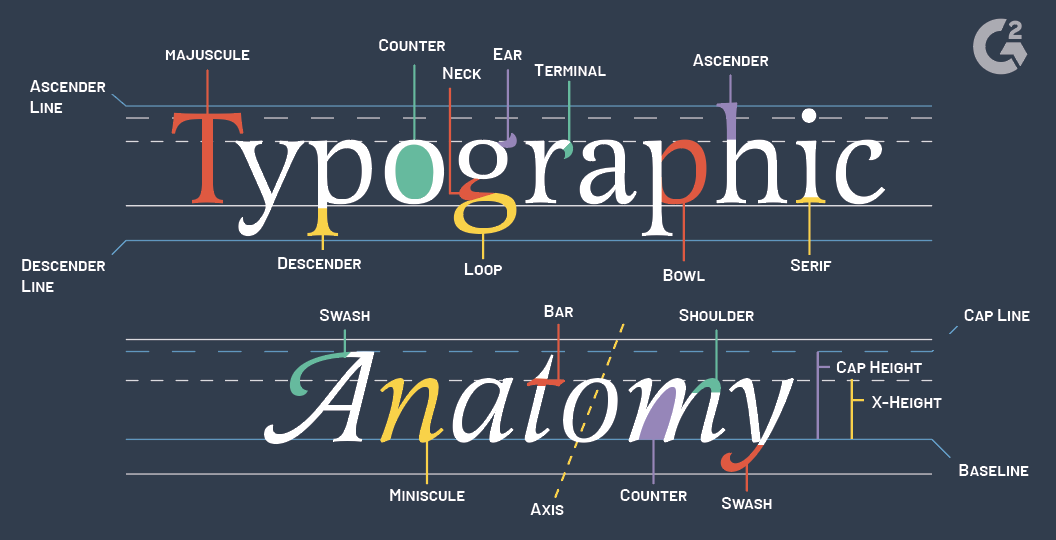 G2
MAJUSCULE
COUNTER
NECK
EAR
TERMINAL
ASCENDER
ASCENDER
LINE
Typographic
DESCENDER
LINE
DESCENDER
LOOP
BOWL
SERIF
SWASH
BAR
SHOULDER
CAP LINE
Anatomy
CAP HEIGHT
X-HEIGHT
MINISCULE
AXIS
COUNTER
SWASH
BASELINE